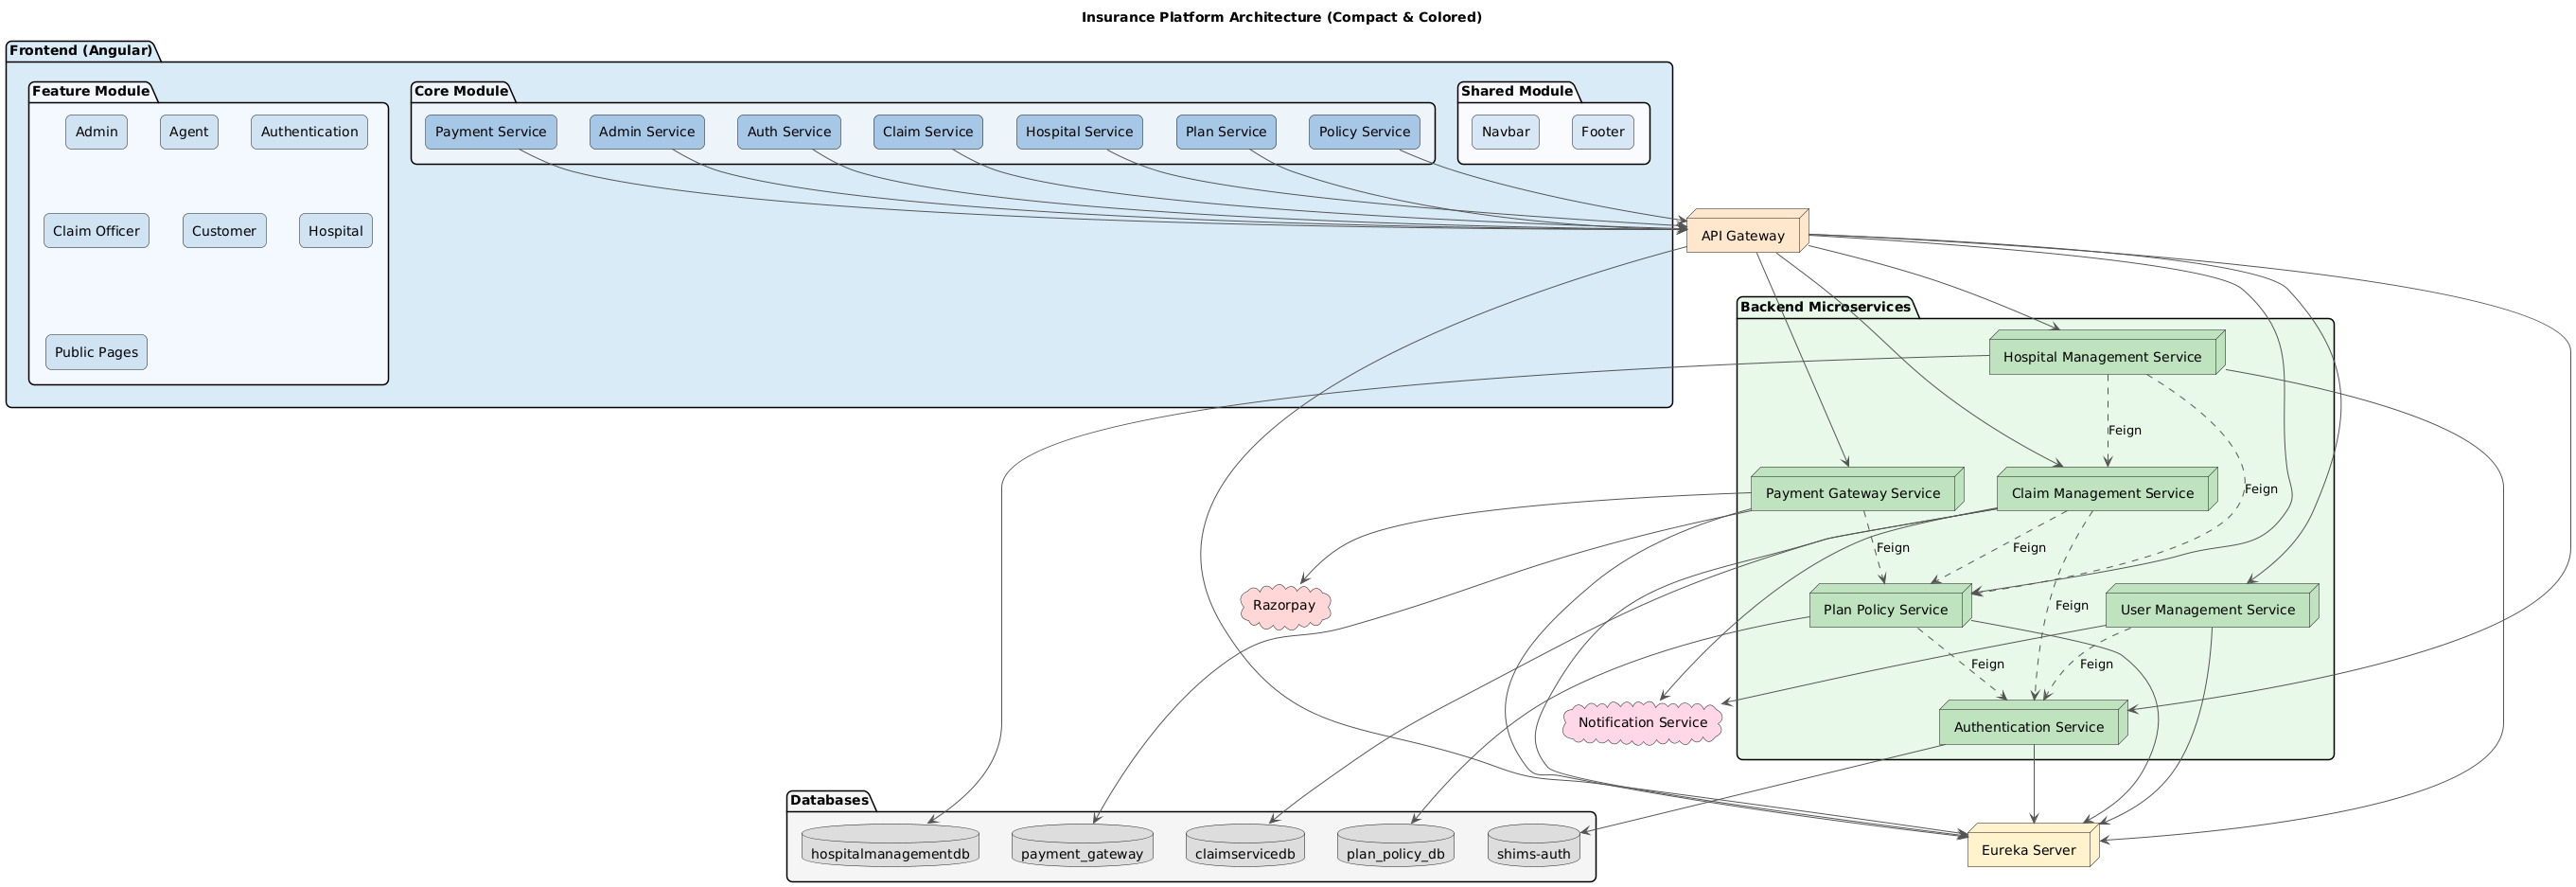 Insurance Platform Architecture (Compact & Colored)
Frontend (Angular)
Feature Module
Admin
Agent
Authentication
Claim Officer
Customer
Hospital
Public Pages
Core Module
Payment Service
Admin Service
Auth Service
Claim Service
Hospital Service
Plan Service
Policy Service
Shared Module
Navbar
Footer
API Gateway
Backend Microservices
Hospital Management Service
Feign
Feign
Payment Gateway Service
Claim Management Service
Feign
Feign
Feign
Plan Policy Service
User Management Service
Feign
Feign
Authentication Service
Razorpay
Notification Service
Databases
hospitalmanagementdb
payment_gateway
claimservicedb
plan_policy_db
shims-auth
Eureka Server